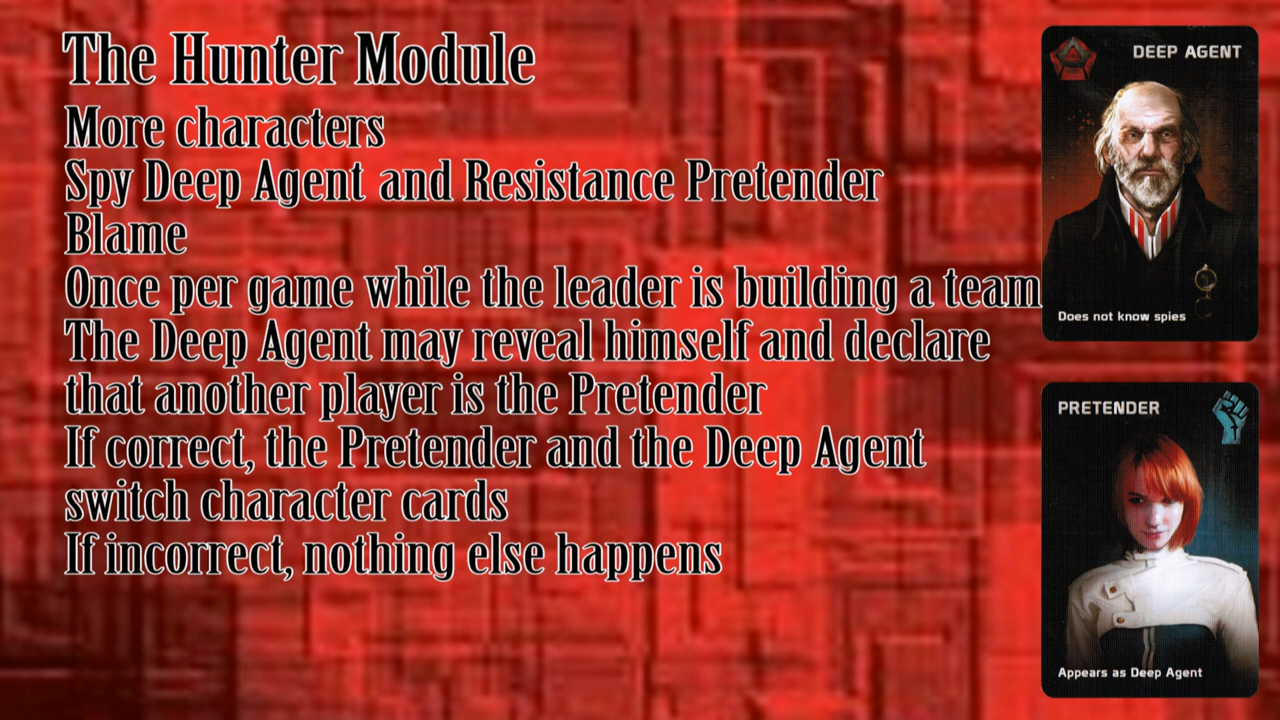 The Hunter Module
More characters
Spy Deep Agent and Resistance Pretender
Blame
Once per game while the leader is building a team
The Deep Agent may reveal himself and declare
that another player is the Pretender
If correct, the Pretender and the Deep Agent
switch character cards
If incorrect, nothing else happens
DEEP AGENT
Does not know spies
PRETENDER
Appears as Deep Agent